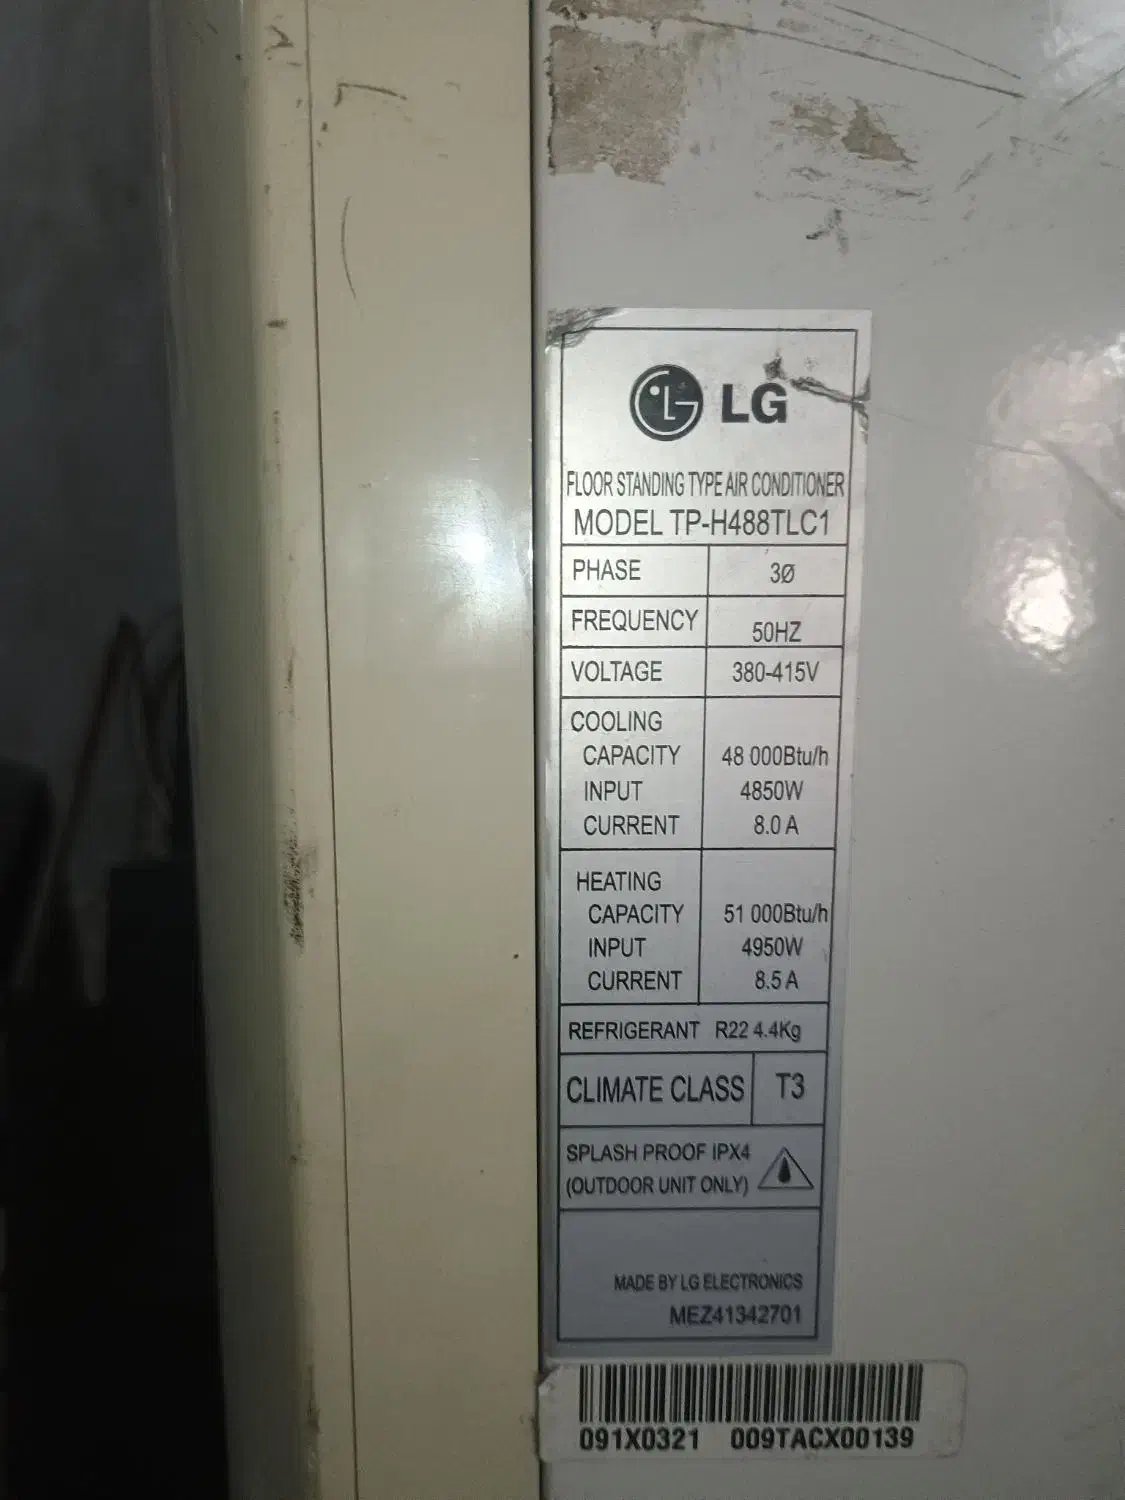 LG
FLOOR STANDING TYPE AIR CONDITIONER
MODEL TP-H488TLC1
PHASE 3Ø
FREQUENCY 50HZ
VOLTAGE 380-415V
COOLING
CAPACITY 48 000Btu/h
INPUT 4850W
CURRENT 8.0 A
HEATING
CAPACITY 51 000Btu/h
INPUT 4950W
CURRENT 8.5 A
REFRIGERANT R22 4.4Kg
CLIMATE CLASS T3
SPLASH PROOF IPX4
(OUTDOOR UNIT ONLY)
MADE BY LG ELECTRONICS
MEZ41342701
091X0321 009TACX00139